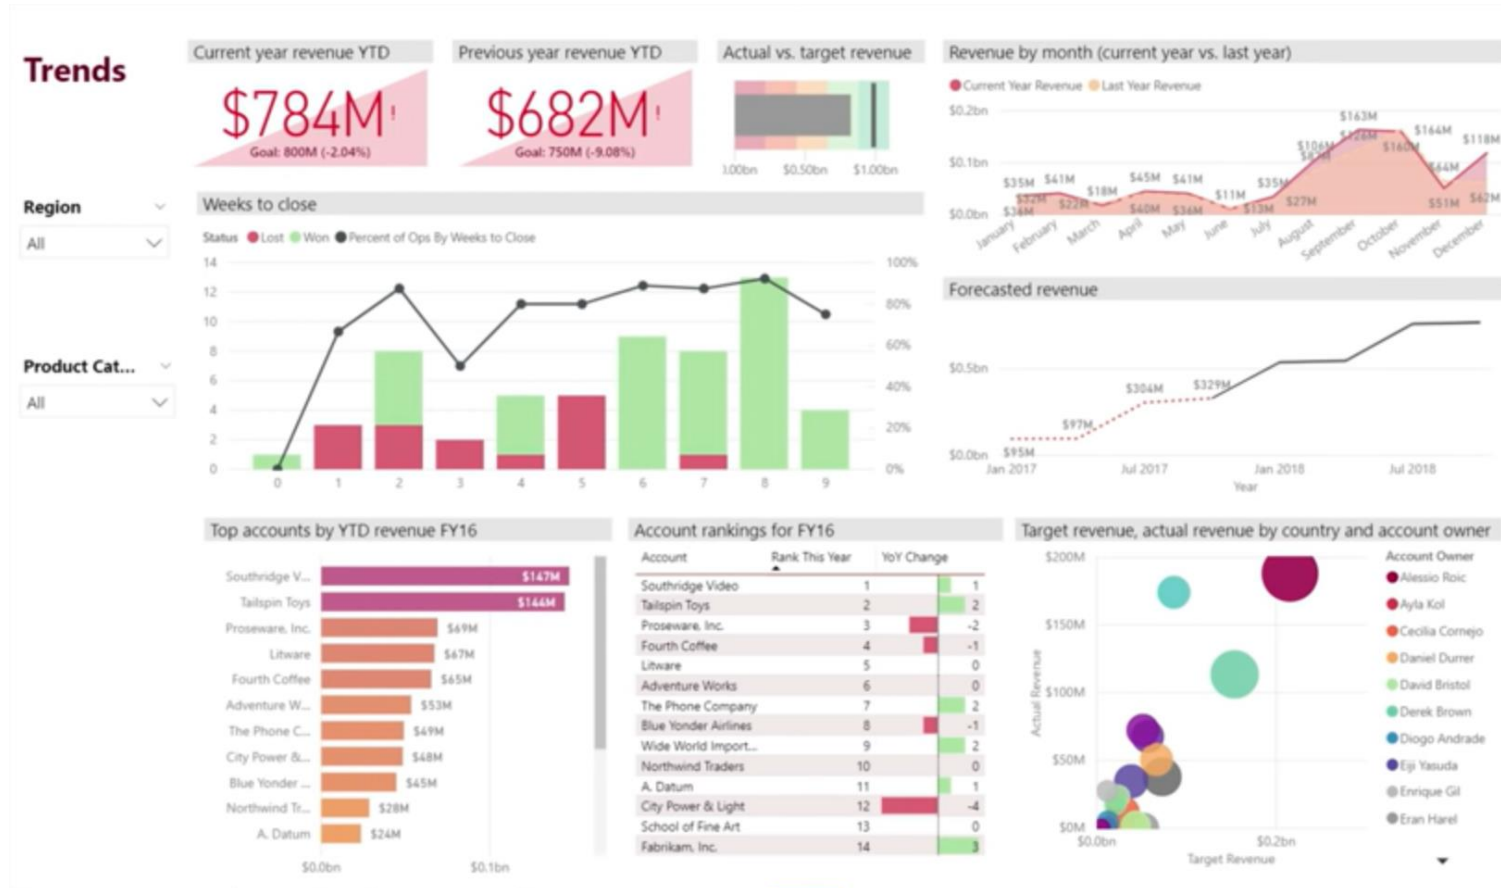 Trends
Region
All
Product Cat...
All
Current year revenue YTD
$784M!
Goal: 800M (-2.04%)
Previous year revenue YTD
$682M!
Goal: 750M (-9.08%)
Actual vs. target revenue
$0.50bn $1.00bn
Revenue by month (current year vs. last year)
Current Year Revenue Last Year Revenue
$0.2bn
$0.1bn
$0.0bn
$35M $41M $18M $45M $41M $11M $35M $106M $163M $164M $64M $118M
$32M $22M $40M $36M $13M $27M $160M $51M $62M
January February March April May June July August September October November December
Weeks to close
Status Lost Won Percent of Ops By Weeks to Close
14
12
10
8
6
4
2
0
100%
80%
60%
40%
20%
0%
0 1 2 3 4 5 6 7 8 9
Forecasted revenue
$0.5bn
$0.0bn
$95M
$97M
$304M
$329M
Jan 2017 Jul 2017 Jan 2018 Jul 2018
Year
Top accounts by YTD revenue FY16
Southridge V... $147M
Tailspin Toys $144M
Proseware, Inc. $69M
Litware $67M
Fourth Coffee $65M
Adventure W... $53M
The Phone C... $49M
City Power &... $48M
Blue Yonder ... $45M
Northwind Tr... $28M
A. Datum $24M
$0.0bn $0.1bn
Account rankings for FY16
Account Rank This Year YoY Change
Southridge Video 1 1
Tailspin Toys 2 2
Proseware, Inc. 3 -2
Fourth Coffee 4 -1
Litware 5 0
Adventure Works 6 0
The Phone Company 7 2
Blue Yonder Airlines 8 -1
Wide World Import... 9 2
Northwind Traders 10 0
A. Datum 11 1
City Power & Light 12 -4
School of Fine Art 13 0
Fabrikam, Inc. 14 3
Target revenue, actual revenue by country and account owner
$200M
$150M
$100M
$50M
$0M
Actual Revenue
$0.0bn $0.2bn
Target Revenue
Account Owner
Alessio Roic
Ayla Kol
Cecilia Cornejo
Daniel Durrer
David Bristol
Derek Brown
Diogo Andrade
Eiji Yasuda
Enrique Gil
Eran Harel